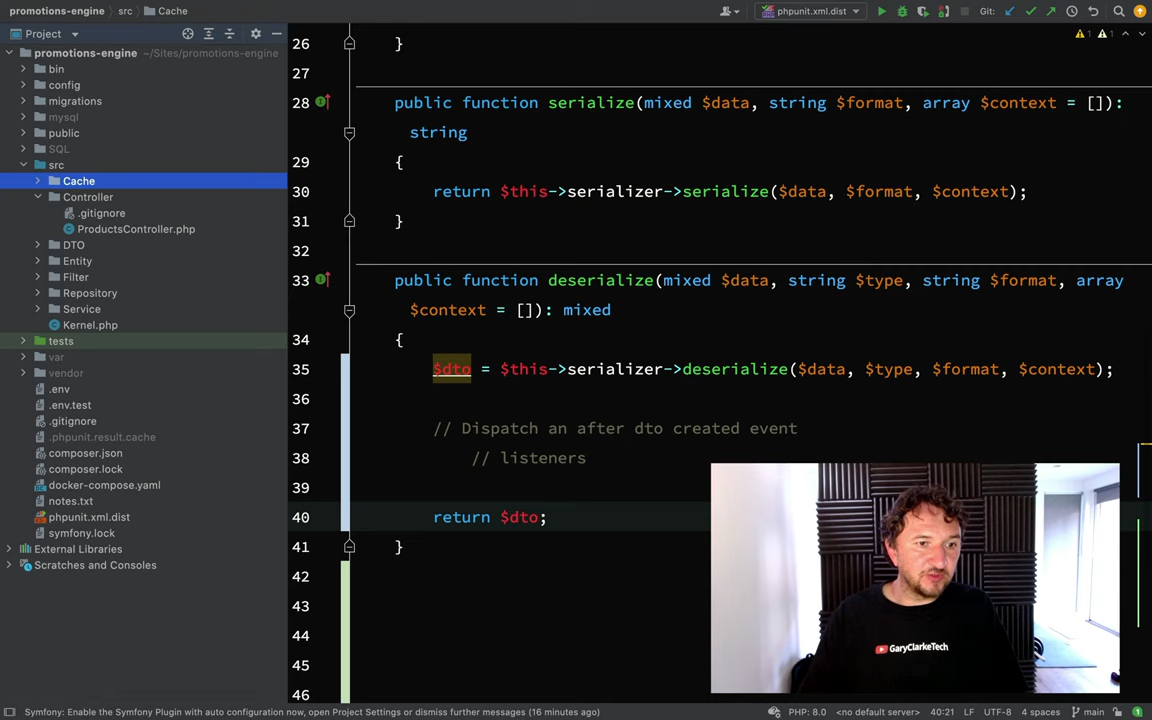 promotions-engine src Cache
phpunit.xml.dist
Git:
Project
promotions-engine ~/Sites/promotions-engine
bin
config
migrations
mysql
public
SQL
src
Cache
Controller
.gitignore
ProductsController.php
DTO
Entity
Filter
Repository
Service
Kernel.php
tests
var
vendor
.env
.env.test
.gitignore
.phpunit.result.cache
composer.json
composer.lock
docker-compose.yaml
notes.txt
phpunit.xml.dist
symfony.lock
External Libraries
Scratches and Consoles
1 1
26 }
27
28 public function serialize(mixed $data, string $format, array $context = []):
string
29 {
30 return $this->serializer->serialize($data, $format, $context);
31 }
32
33 public function deserialize(mixed $data, string $type, string $format, array
$context = []): mixed
34 {
35 $dto = $this->serializer->deserialize($data, $type, $format, $context);
36
37 // Dispatch an after dto created event
38 // listeners
39
40 return $dto;
41 }
42
43
44
45
46
GaryClarkeTech
Symfony: Enable the Symfony Plugin with auto configuration now, open Project Settings or dismiss further messages (16 minutes ago)
PHP: 8.0 <no default server> 40:21 LF UTF-8 4 spaces main 1